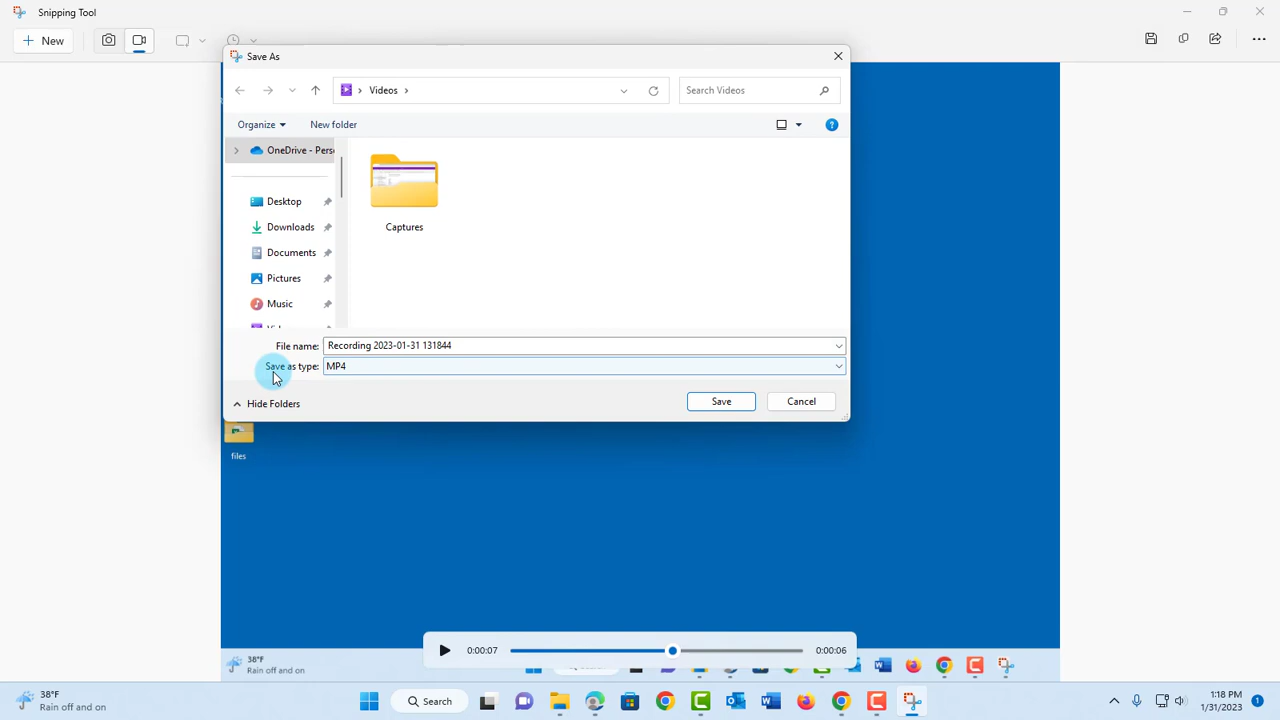 Snipping Tool
New
Save As
Videos
Search Videos
Organize
New folder
OneDrive - Pers
Desktop
Downloads
Documents
Pictures
Music
Captures
File name: Recording 2023-01-31 131844
Save as type: MP4
Hide Folders
Save
Cancel
files
0:00:07
0:00:06
38°F
Rain off and on
38°F
Rain off and on
Search
1:18 PM
1/31/2023
1